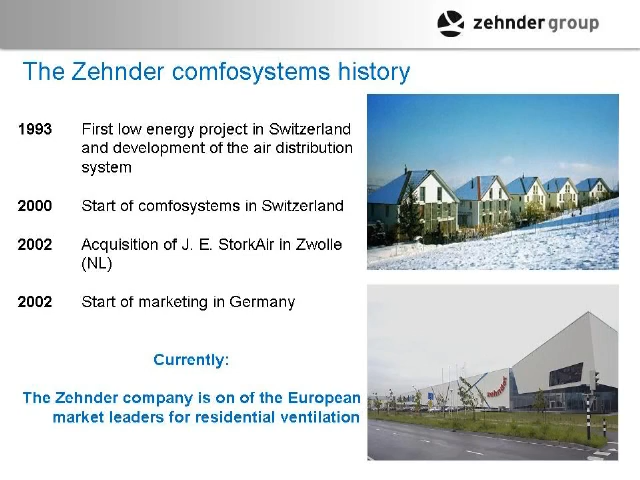 zehnder group
The Zehnder comfosystems history
1993 First low energy project in Switzerland
and development of the air distribution
system
2000 Start of comfosystems in Switzerland
2002 Acquisition of J. E. StorkAir in Zwolle
(NL)
2002 Start of marketing in Germany
Currently:
The Zehnder company is on of the European
market leaders for residential ventilation
zehnder